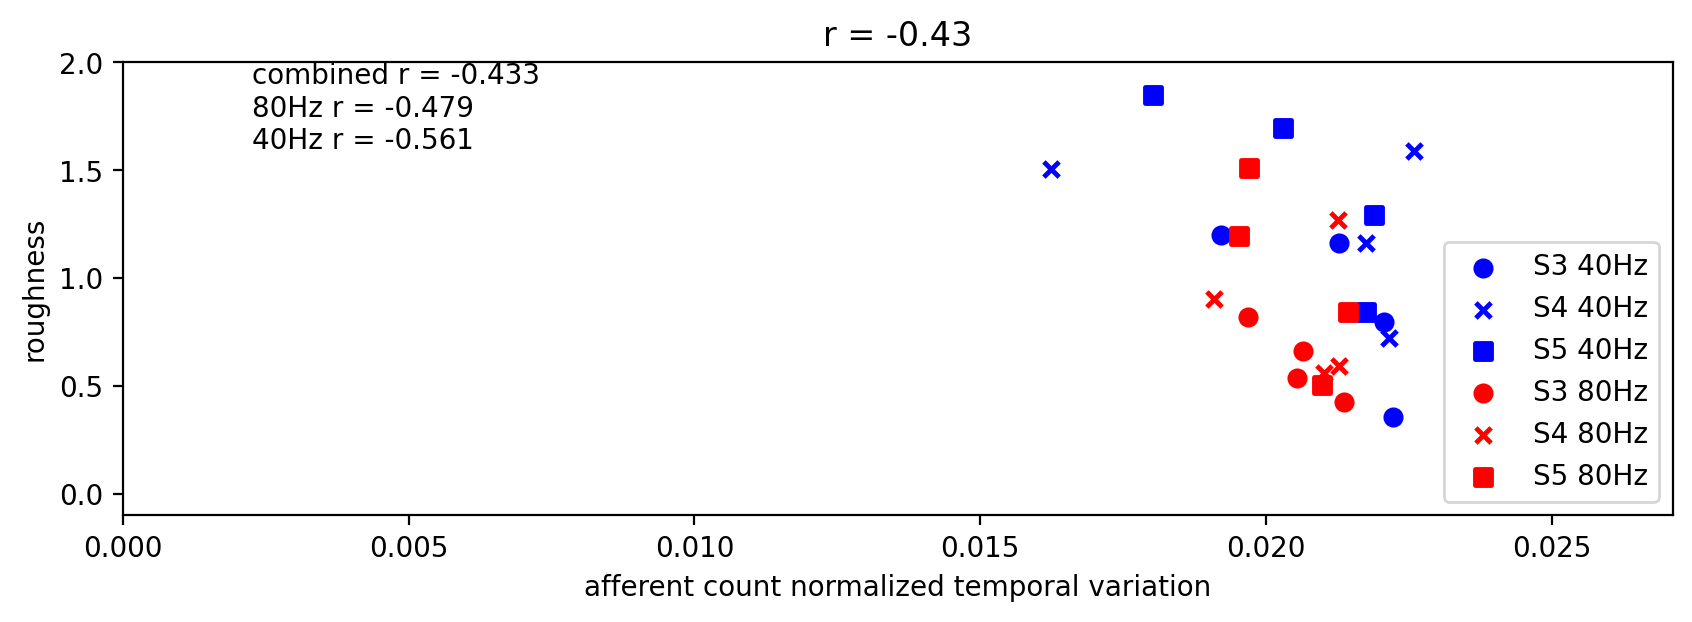 r = -0.43
combined r = -0.433
80Hz r = -0.479
40Hz r = -0.561
roughness
2.0
1.5
1.0
0.5
0.0
S3 40Hz
S4 40Hz
S5 40Hz
S3 80Hz
S4 80Hz
S5 80Hz
0.000 0.005 0.010 0.015 0.020 0.025
afferent count normalized temporal variation